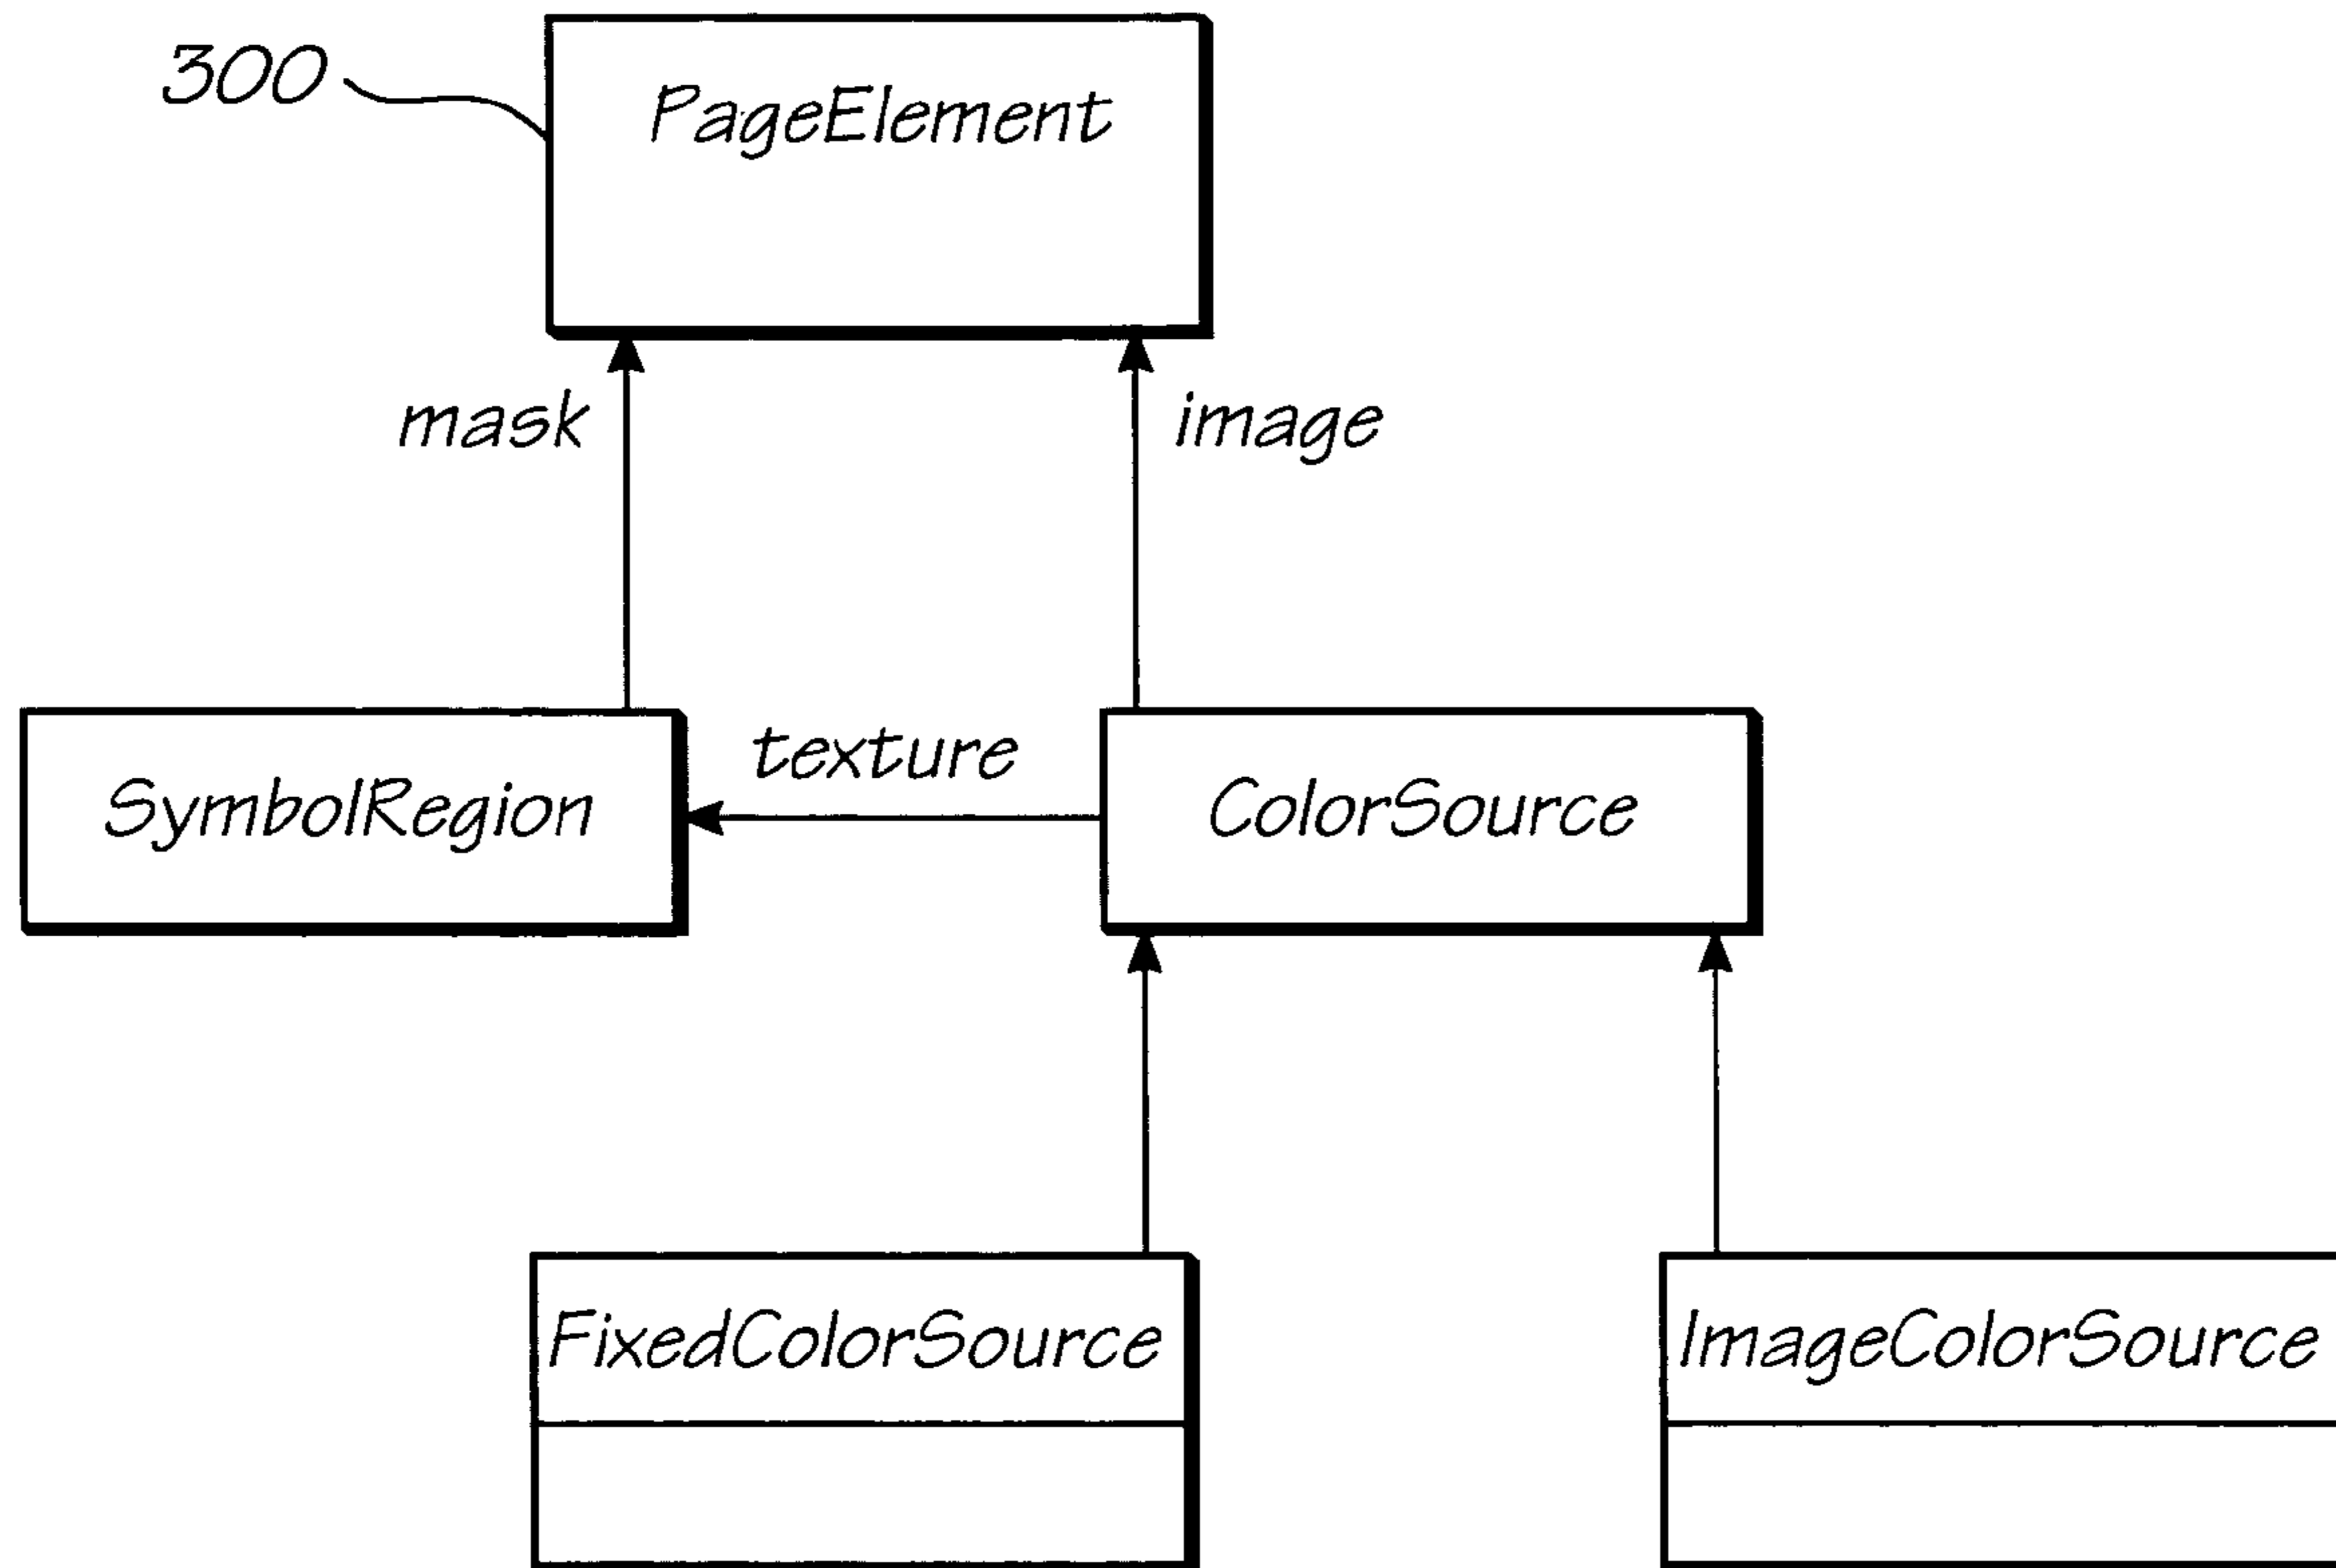 300
PageElement
mask
image
SymbolRegion
texture
ColorSource
FixedColorSource
ImageColorSource